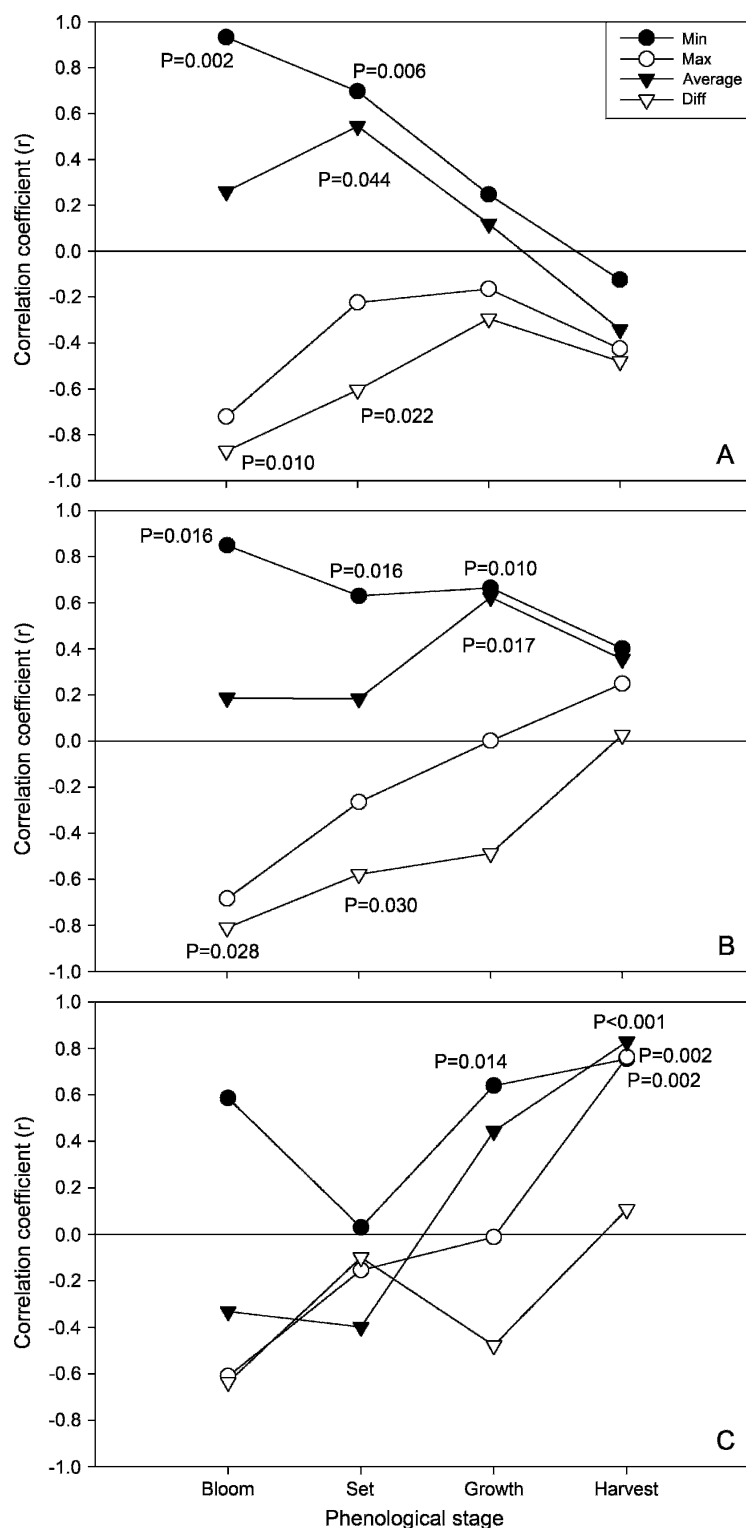 1.0
0.8
0.6
0.4
0.2
0.0
-0.2
-0.4
-0.6
-0.8
-1.0
Correlation coefficient (r)
Min
Max
Average
Diff
P=0.002
P=0.006
P=0.044
P=0.022
P=0.010
A
1.0
0.8
0.6
0.4
0.2
0.0
-0.2
-0.4
-0.6
-0.8
-1.0
Correlation coefficient (r)
P=0.016
P=0.016
P=0.010
P=0.017
P=0.030
P=0.028
B
1.0
0.8
0.6
0.4
0.2
0.0
-0.2
-0.4
-0.6
-0.8
-1.0
Correlation coefficient (r)
P<0.001
P=0.014
P=0.002
P=0.002
C
Bloom
Set
Growth
Harvest
Phenological stage